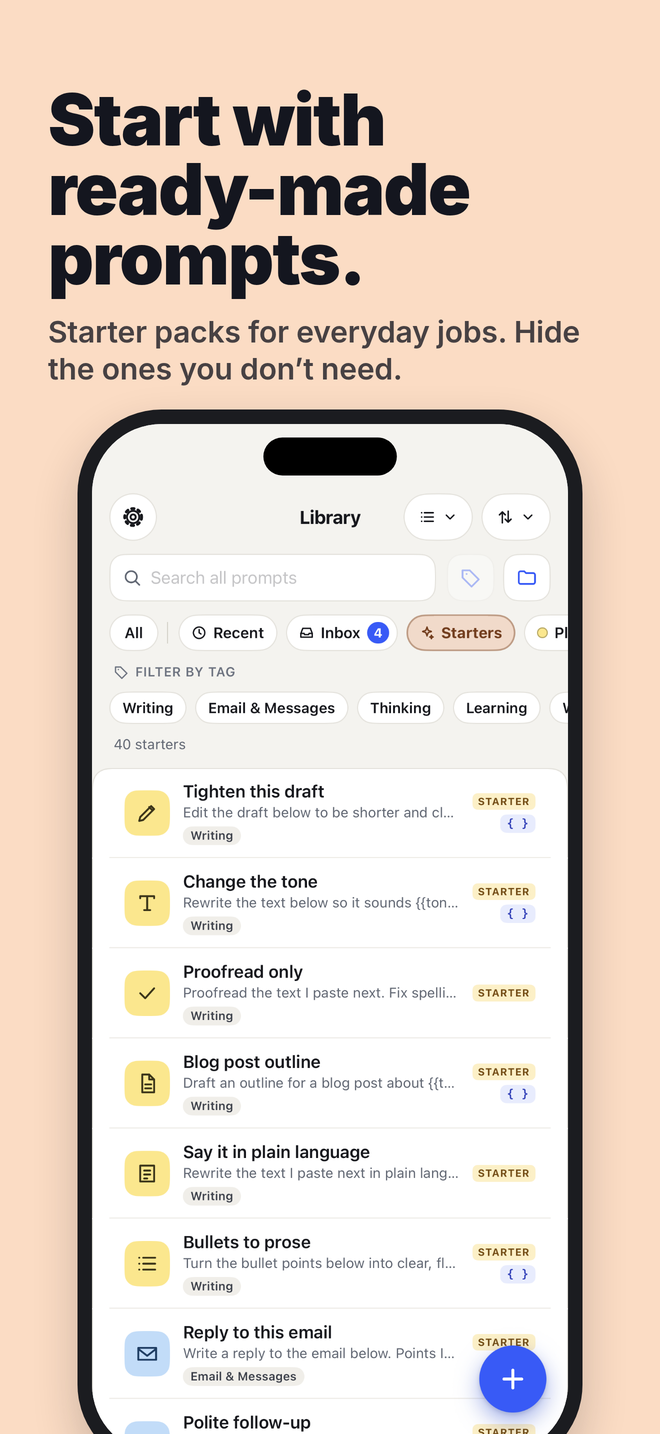 Start with
ready-made
prompts.
Starter packs for everyday jobs. Hide
the ones you don’t need.
Library
Search all prompts
All
Recent
Inbox 4
Starters
Pl
FILTER BY TAG
Writing
Email & Messages
Thinking
Learning
40 starters
Tighten this draft
Edit the draft below to be shorter and cl...
Writing
STARTER
{ }
Change the tone
Rewrite the text below so it sounds {{ton...
Writing
STARTER
{ }
Proofread only
Proofread the text I paste next. Fix spelli...
Writing
STARTER
Blog post outline
Draft an outline for a blog post about {{t...
Writing
STARTER
{ }
Say it in plain language
Rewrite the text I paste next in plain lang...
Writing
STARTER
Bullets to prose
Turn the bullet points below into clear, fl...
Writing
STARTER
{ }
Reply to this email
Write a reply to the email below. Points I...
Email & Messages
STARTER
Polite follow-up
STARTER